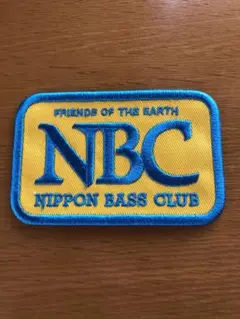 FRIENDS OF THE EARTH
NBC
NIPPON BASS CLUB